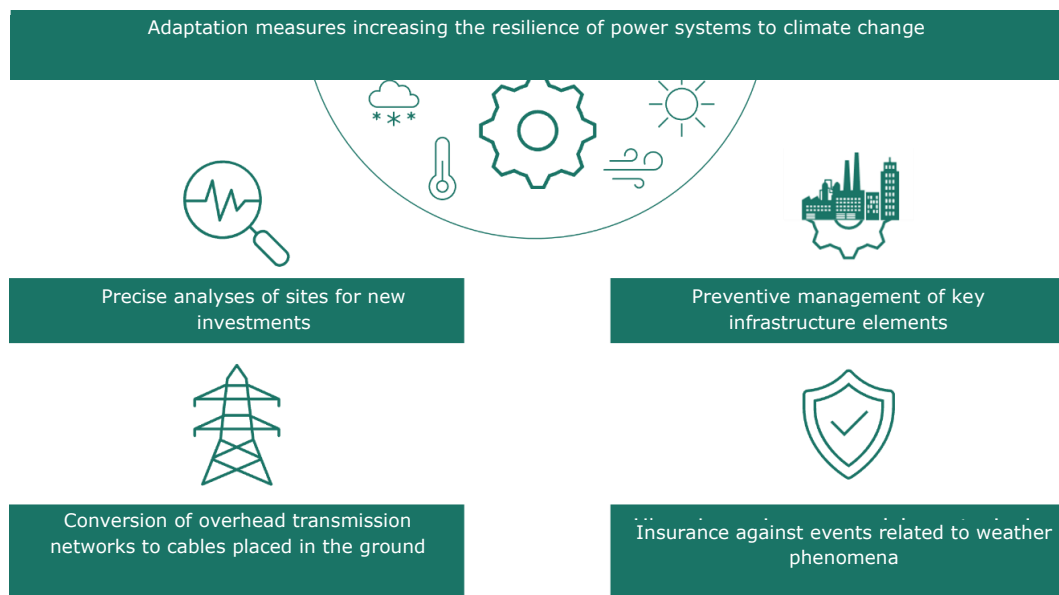 Adaptation measures increasing the resilience of power systems to climate change
Precise analyses of sites for new
investments
Preventive management of key
infrastructure elements
Conversion of overhead transmission
networks to cables placed in the ground
Insurance against events related to weather
phenomena